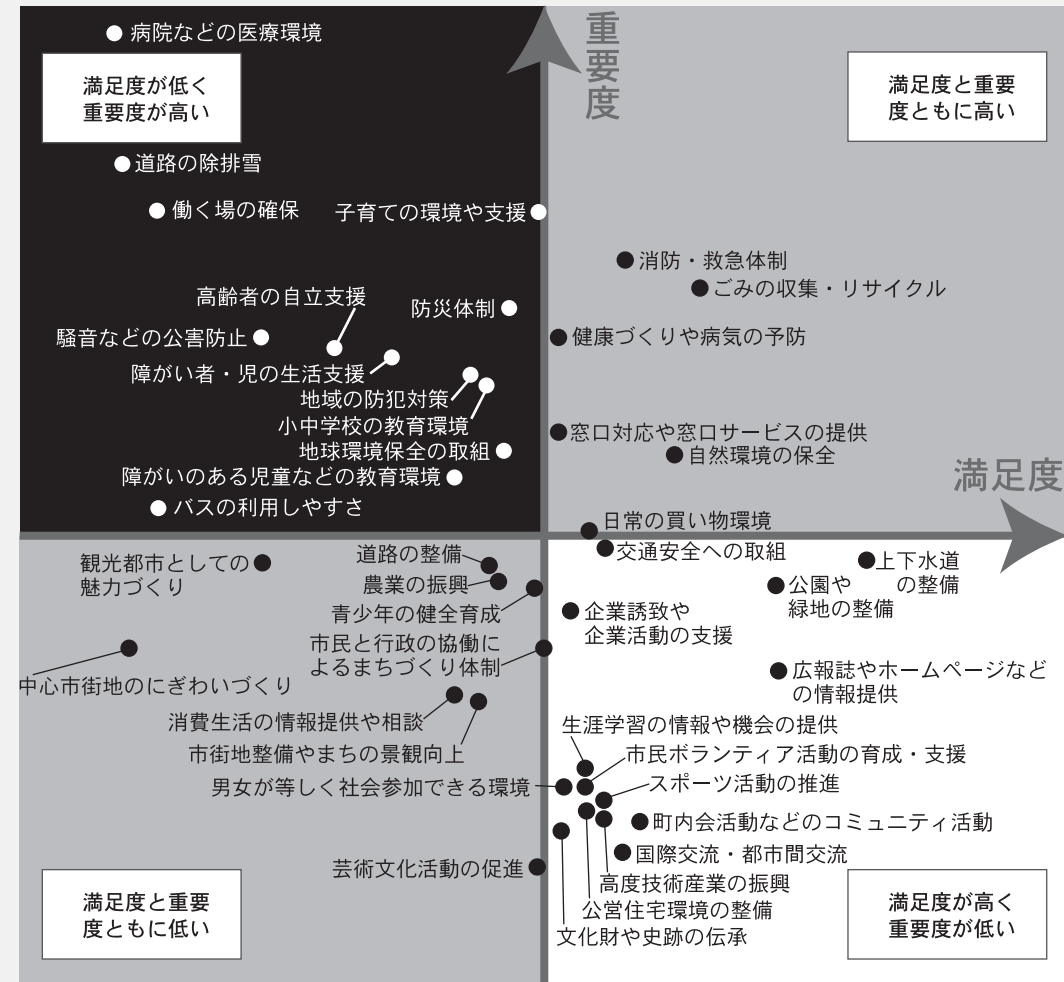 病院などの医療環境
重要度
満足度が低く
重要度が高い
満足度と重要
度ともに高い
道路の除排雪
働く場の確保
子育ての環境や支援
消防・救急体制
ごみの収集・リサイクル
高齢者の自立支援
防災体制
騒音などの公害防止
健康づくりや病気の予防
障がい者・児の生活支援
地域の防犯対策
小中学校の教育環境
窓口対応や窓口サービスの提供
地球環境保全の取組
自然環境の保全
障がいのある児童などの教育環境
満足度
バスの利用しやすさ
日常の買い物環境
交通安全への取組
観光都市としての
魅力づくり
道路の整備
農業の振興
上下水道
の整備
公園や
緑地の整備
青少年の健全育成
企業誘致や
企業活動の支援
市民と行政の協働に
よるまちづくり体制
中心市街地のにぎわいづくり
広報誌やホームページなど
の情報提供
消費生活の情報提供や相談
市街地整備やまちの景観向上
生涯学習の情報や機会の提供
市民ボランティア活動の育成・支援
男女が等しく社会参加できる環境
スポーツ活動の推進
町内会活動などのコミュニティ活動
国際交流・都市間交流
芸術文化活動の促進
高度技術産業の振興
公営住宅環境の整備
文化財や史跡の伝承
満足度と重要
度ともに低い
満足度が高く
重要度が低い